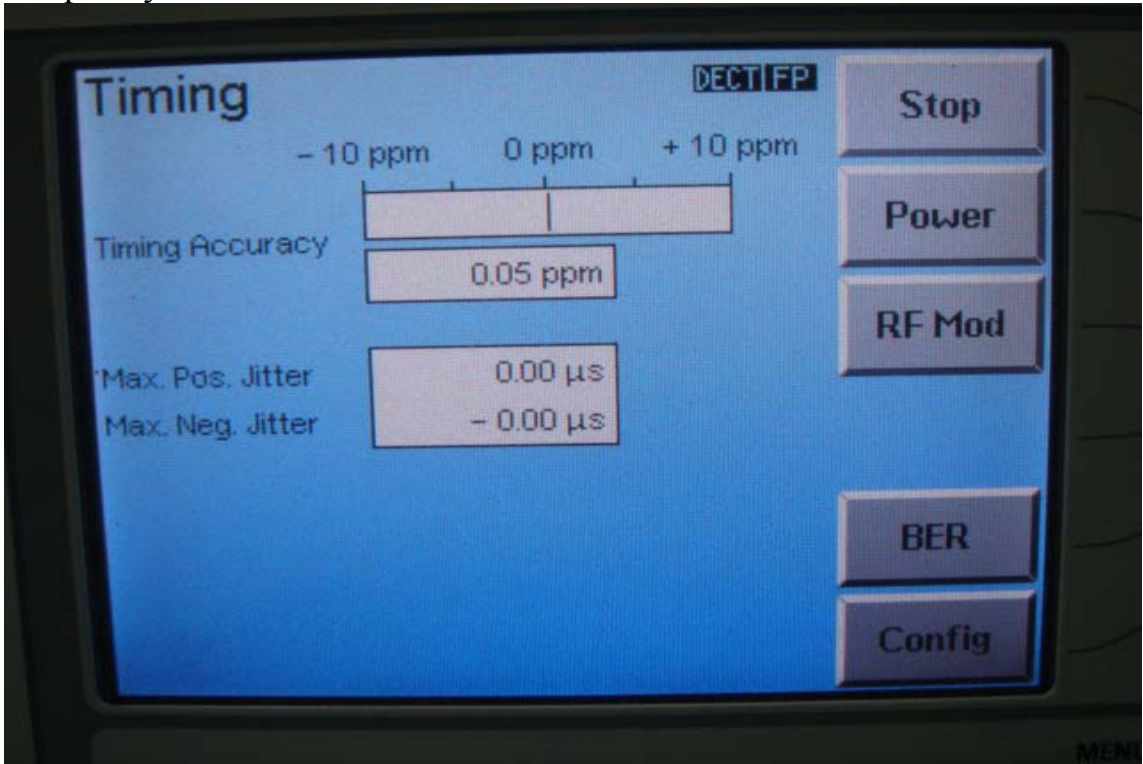 Timing
DECT FP
Stop
– 10 ppm 0 ppm + 10 ppm
Power
Timing Accuracy
0.05 ppm
RF Mod
Max. Pos. Jitter 0.00 µs
Max. Neg. Jitter – 0.00 µs
BER
Config